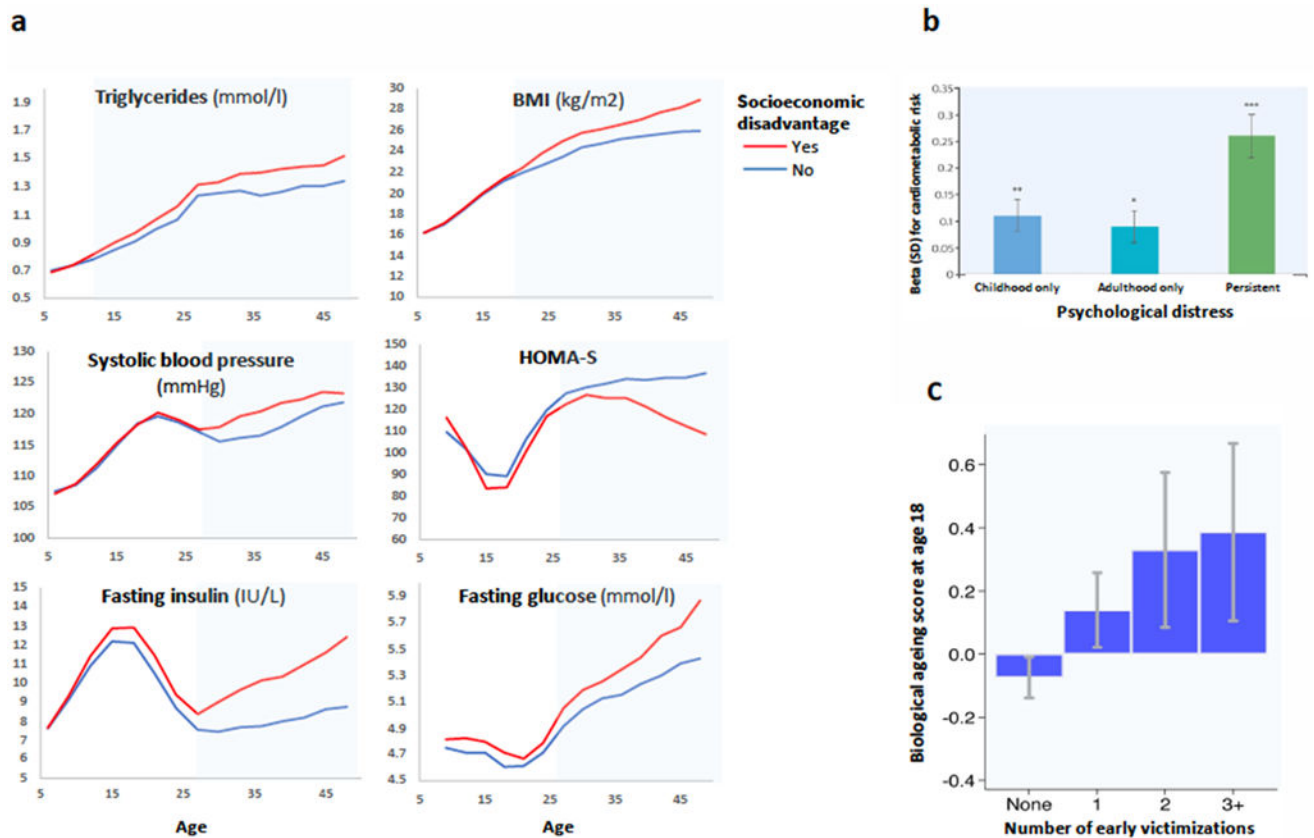 a
Triglycerides (mmol/l)
1.9
1.7
1.5
1.3
1.1
0.9
0.7
0.5
5 15 25 35 45
BMI (kg/m2)
30
28
26
24
22
20
18
16
14
12
10
5 15 25 35 45
Socioeconomic
disadvantage
Yes
No
Systolic blood pressure
(mmHg)
130
125
120
115
110
105
100
5 15 25 35 45
HOMA-S
150
140
130
120
110
100
90
80
70
60
5 15 25 35 45
Fasting insulin (IU/L)
15
14
13
12
11
10
9
8
7
6
5
5 15 25 35 45
Age
Fasting glucose (mmol/l)
5.9
5.7
5.5
5.3
5.1
4.9
4.7
4.5
5 15 25 35 45
Age
b
Beta (SD) for cardiometabolic risk
0.35
0.3
0.25
0.2
0.15
0.1
0.05
0
** * ***
Childhood only Adulthood only Persistent
Psychological distress
C
Biological ageing score at age 18
0.6
0.4
0.2
0.0
-0.2
-0.4
None 1 2 3+
Number of early victimizations